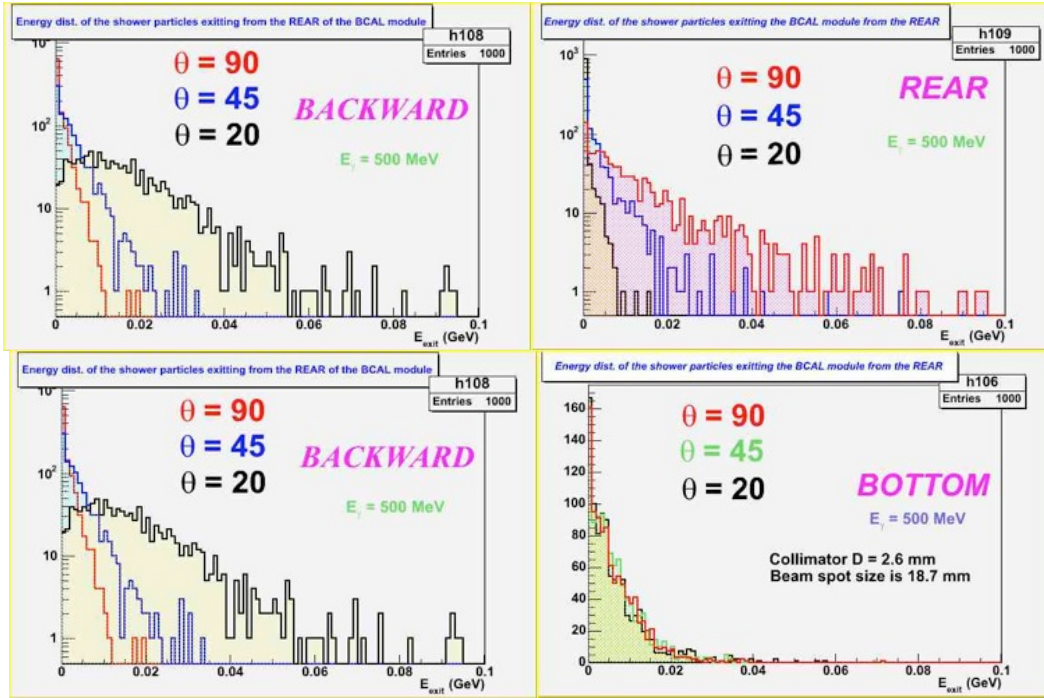 Energy dist. of the shower particles exitting from the REAR of the BCAL module
h108
Entries 1000
θ = 90
θ = 45
θ = 20
BACKWARD
Eγ = 500 MeV
10²
10
1
0 0.02 0.04 0.06 0.08 0.1
E_exit (GeV)
Energy dist. of the shower particles exitting the BCAL module from the REAR
h109
Entries 1000
10³
θ = 90
θ = 45
θ = 20
REAR
Eγ = 500 MeV
10²
10
1
0 0.02 0.04 0.06 0.08 0.1
E_exit (GeV)
Energy dist. of the shower particles exitting from the REAR of the BCAL module
h108
Entries 1000
θ = 90
θ = 45
θ = 20
BACKWARD
Eγ = 500 MeV
10²
10
1
0 0.02 0.04 0.06 0.08 0.1
E_exit (GeV)
Energy dist. of the shower particles exitting the BCAL module from the REAR
h106
Entries 1000
160
140
120
100
80
60
40
20
0
θ = 90
θ = 45
θ = 20
BOTTOM
Eγ = 500 MeV
Collimator D = 2.6 mm
Beam spot size is 18.7 mm
0 0.02 0.04 0.06 0.08 0.1
E_exit (GeV)